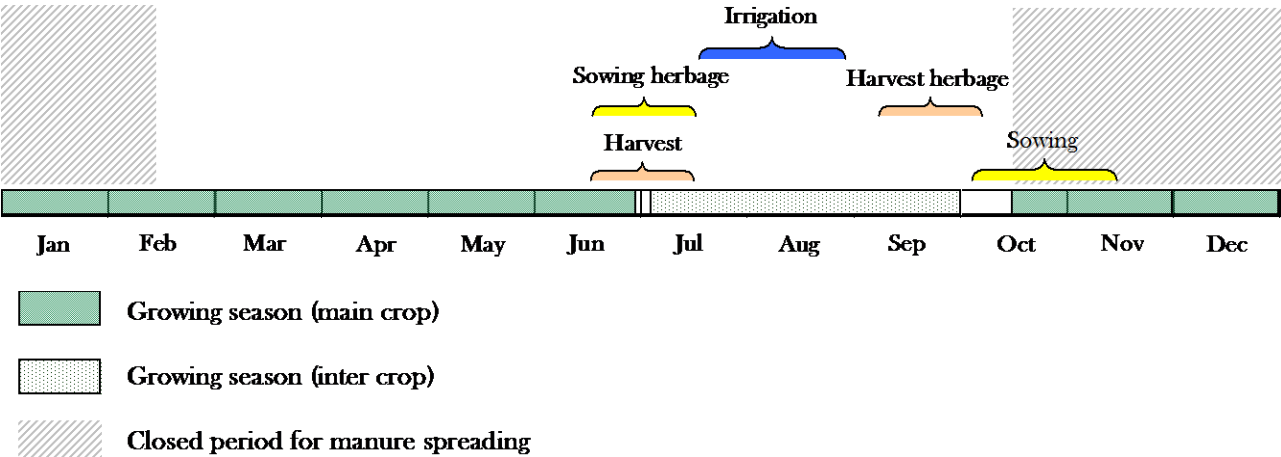 Irrigation
Sowing herbage
Harvest herbage
Harvest
Sowing
Jan Feb Mar Apr May Jun Jul Aug Sep Oct Nov Dec
Growing season (main crop)
Growing season (inter crop)
Closed period for manure spreading